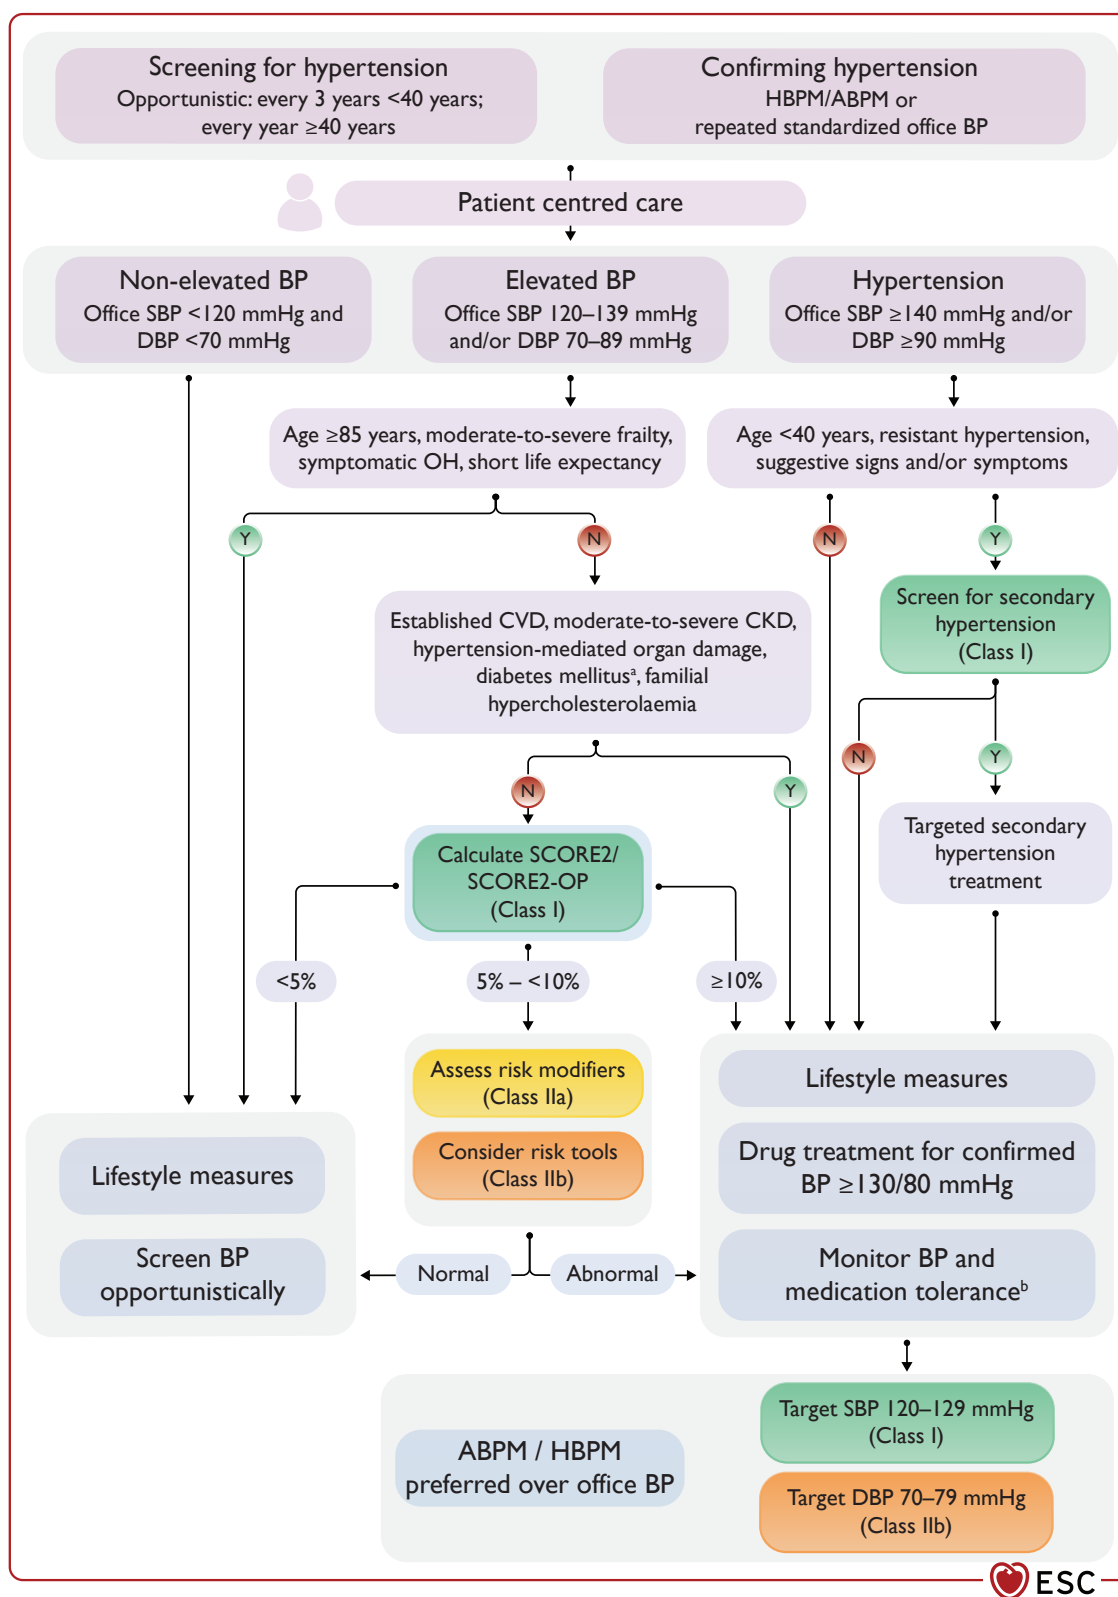 Screening for hypertension
Opportunistic: every 3 years <40 years;
every year ≥40 years
Confirming hypertension
HBPM/ABPM or
repeated standardized office BP
Patient centred care
Non-elevated BP
Office SBP <120 mmHg and
DBP <70 mmHg
Elevated BP
Office SBP 120–139 mmHg
and/or DBP 70–89 mmHg
Hypertension
Office SBP ≥140 mmHg and/or
DBP ≥90 mmHg
Age ≥85 years, moderate-to-severe frailty,
symptomatic OH, short life expectancy
Age <40 years, resistant hypertension,
suggestive signs and/or symptoms
Y
N
N
Y
Screen for secondary
hypertension
(Class I)
Established CVD, moderate-to-severe CKD,
hypertension-mediated organ damage,
diabetes mellitusᵃ, familial
hypercholesterolaemia
N
Y
N
Y
Calculate SCORE2/
SCORE2-OP
(Class I)
Targeted secondary
hypertension
treatment
<5%
5% – <10%
≥10%
Assess risk modifiers
(Class IIa)
Consider risk tools
(Class IIb)
Lifestyle measures
Drug treatment for confirmed
BP ≥130/80 mmHg
Monitor BP and
medication toleranceᵇ
Lifestyle measures
Screen BP
opportunistically
Normal
Abnormal
ABPM / HBPM
preferred over office BP
Target SBP 120–129 mmHg
(Class I)
Target DBP 70–79 mmHg
(Class IIb)
ESC